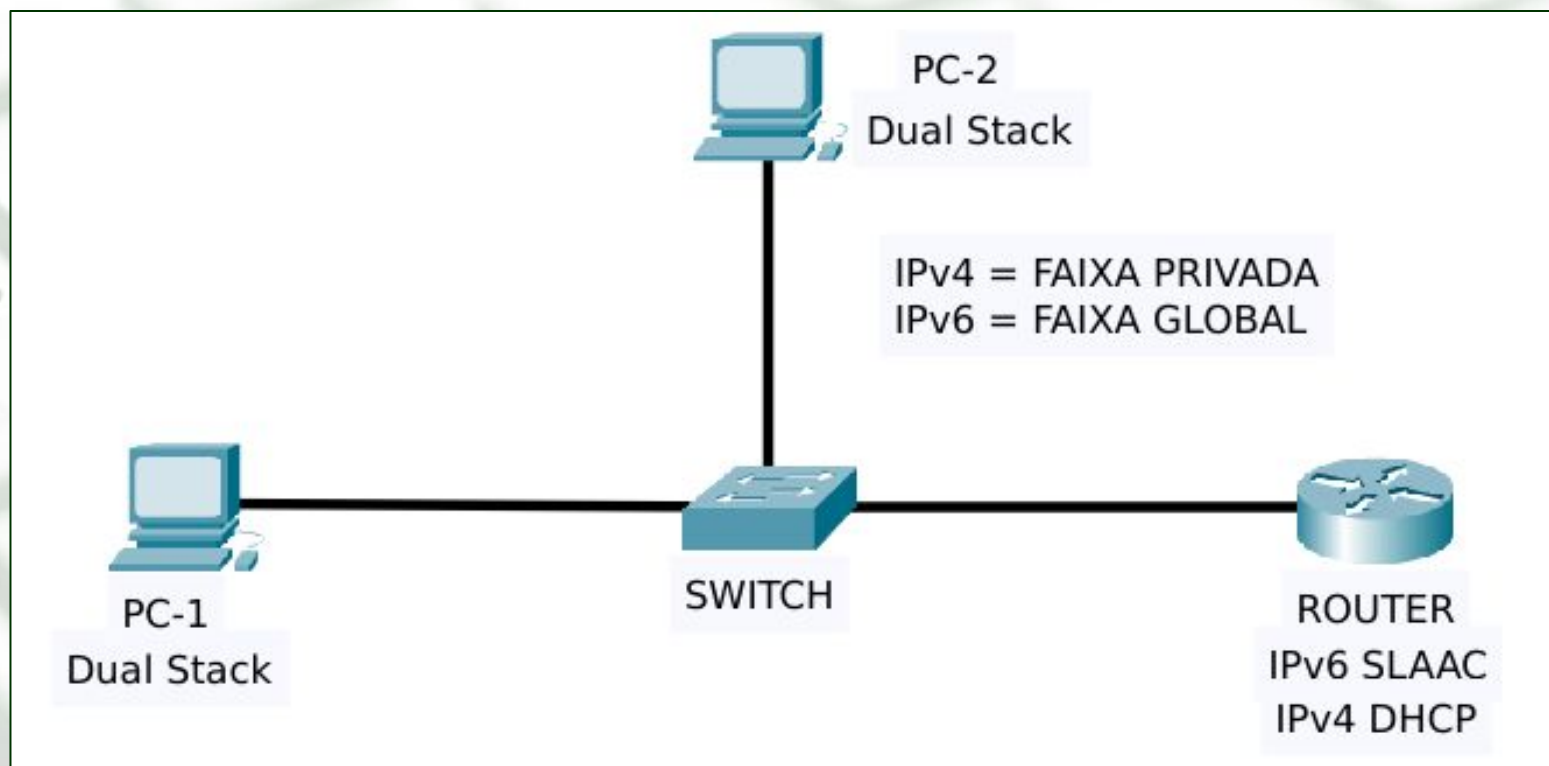 PC-2
Dual Stack
IPv4 = FAIXA PRIVADA
IPv6 = FAIXA GLOBAL
PC-1
Dual Stack
SWITCH
ROUTER
IPv6 SLAAC
IPv4 DHCP